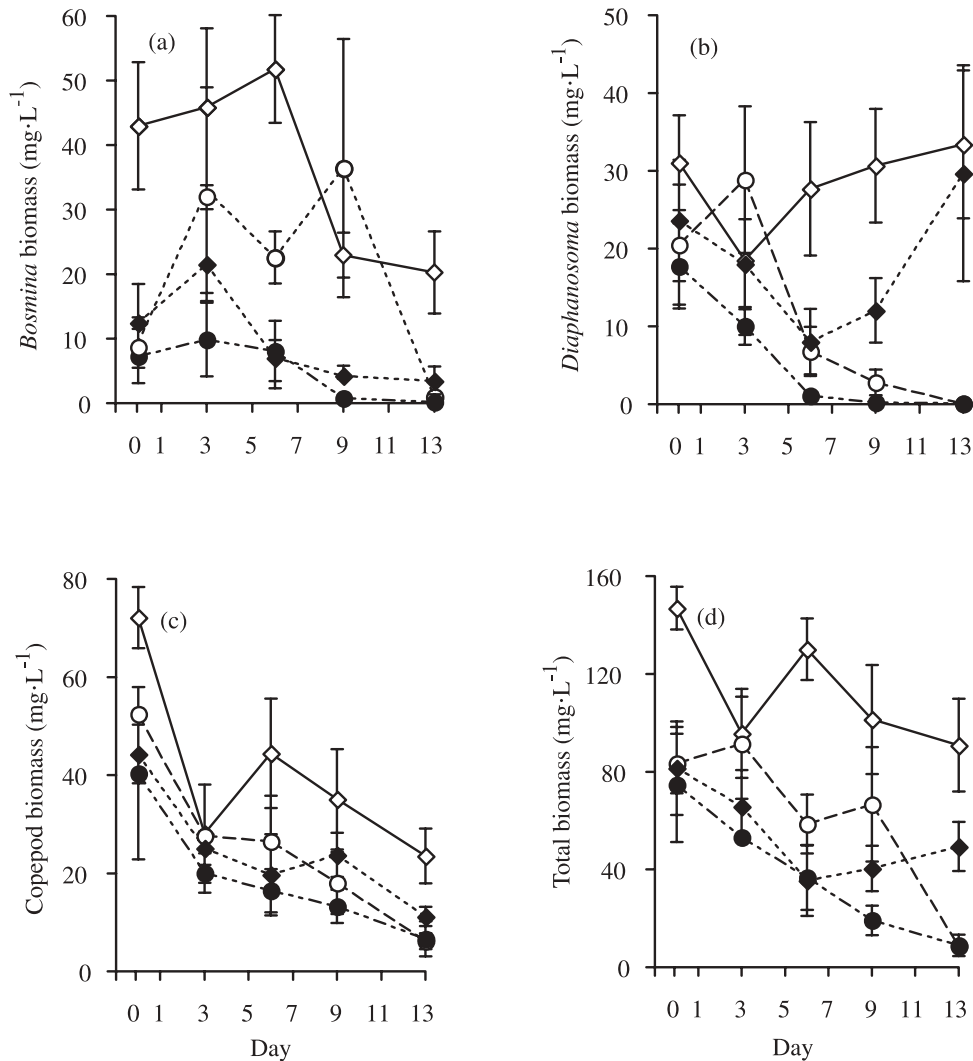 (a)
Bosmina biomass (mg·L-1)
60
50
40
30
20
10
0
0 1 3 5 7 9 11 13
(b)
Diaphanosoma biomass (mg·L-1)
50
40
30
20
10
0
0 1 3 5 7 9 11 13
(c)
Copepod biomass (mg·L-1)
80
60
40
20
0
0 1 3 5 7 9 11 13
Day
(d)
Total biomass (mg·L-1)
160
120
80
40
0
0 1 3 5 7 9 11 13
Day